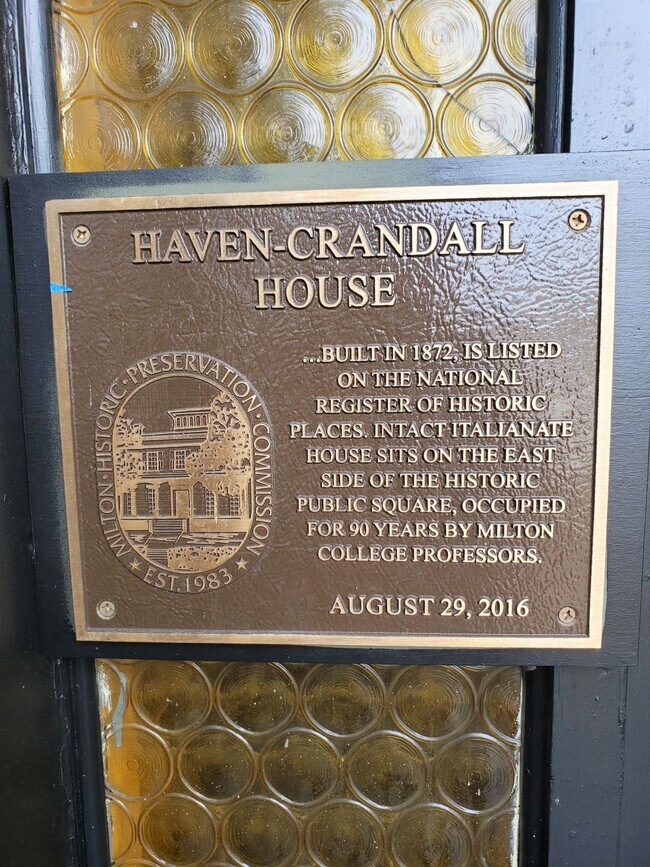 HAVEN-CRANDALL
HOUSE
...BUILT IN 1872, IS LISTED
ON THE NATIONAL
REGISTER OF HISTORIC
PLACES. INTACT ITALIANATE
HOUSE SITS ON THE EAST
SIDE OF THE HISTORIC
PUBLIC SQUARE, OCCUPIED
FOR 90 YEARS BY MILTON
COLLEGE PROFESSORS.
AUGUST 29, 2016
MILTON · HISTORIC · PRESERVATION · COMMISSION
★ EST. 1983 ★